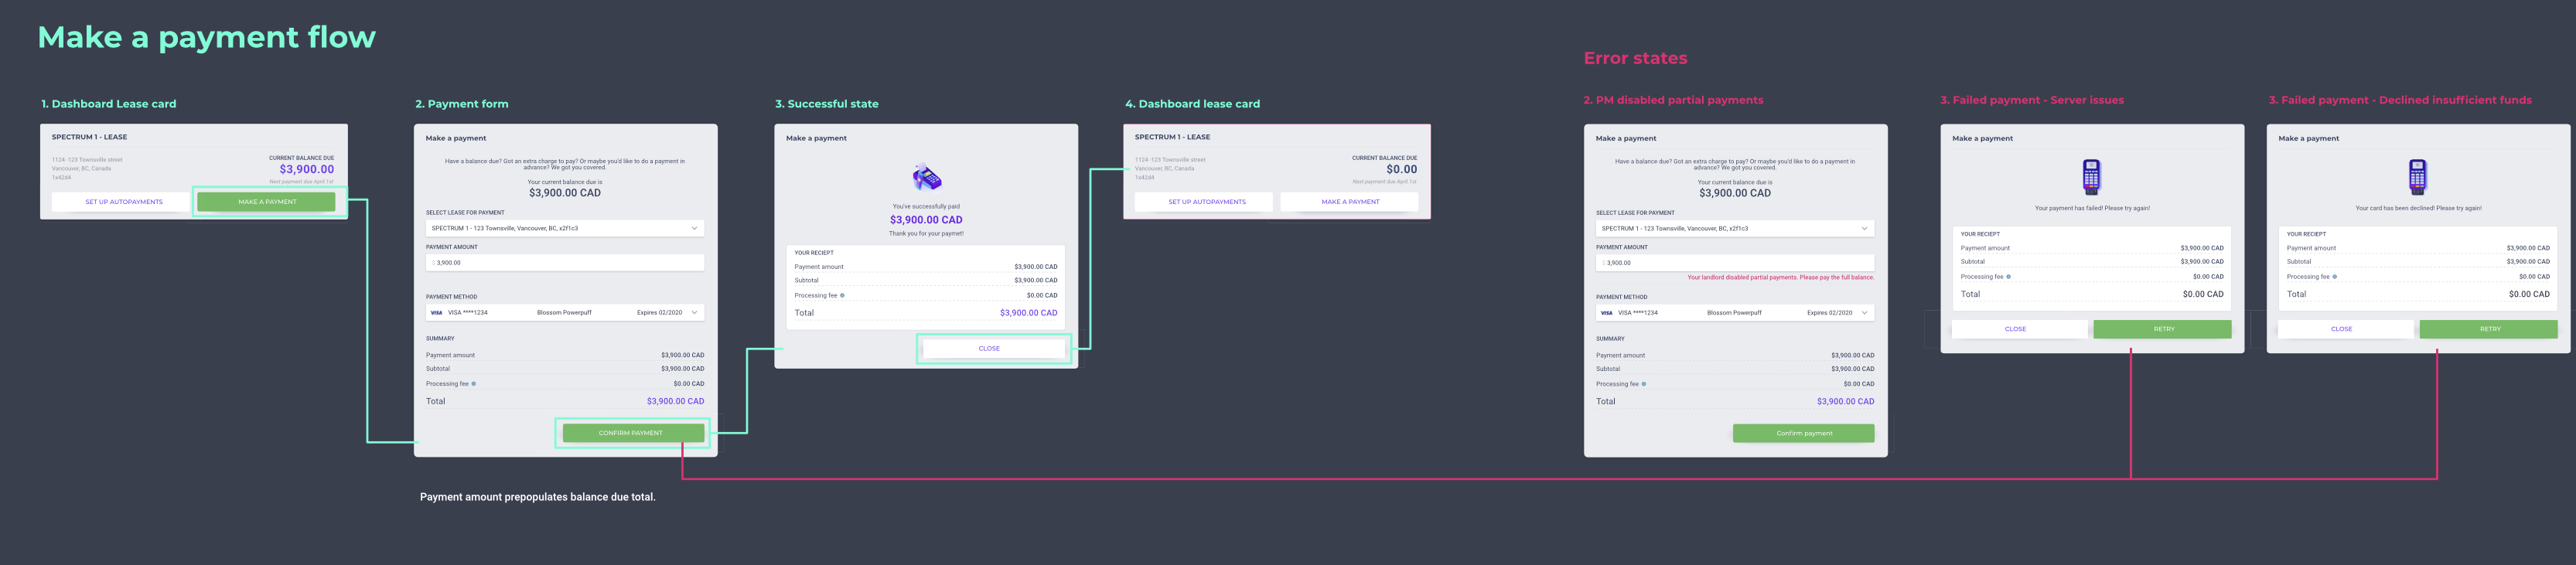 Make a payment flow
1. Dashboard Lease card
SPECTRUM 1 - LEASE
1124 -123 Townsville street
Vancouver, BC, Canada
1x42d4
CURRENT BALANCE DUE
$3,900.00
Next payment due April 1st
SET UP AUTOPAYMENTS
MAKE A PAYMENT
2. Payment form
Make a payment
Have a balance due? Got an extra charge to pay? Or maybe you'd like to do a payment in
advance? We got you covered.
Your current balance due is
$3,900.00 CAD
SELECT LEASE FOR PAYMENT
SPECTRUM 1 - 123 Townsville, Vancouver, BC, x2f1c3
PAYMENT AMOUNT
3,900.00
PAYMENT METHOD
VISA VISA ****1234 Blossom Powerpuff Expires 02/2020
SUMMARY
Payment amount $3,900.00 CAD
Subtotal $3,900.00 CAD
Processing fee $0.00 CAD
Total $3,900.00 CAD
CONFIRM PAYMENT
Payment amount prepopulates balance due total.
3. Successful state
Make a payment
You've successfully paid
$3,900.00 CAD
Thank you for your paymet!
YOUR RECIEPT
Payment amount $3,900.00 CAD
Subtotal $3,900.00 CAD
Processing fee $0.00 CAD
Total $3,900.00 CAD
CLOSE
4. Dashboard lease card
SPECTRUM 1 - LEASE
1124 -123 Townsville street
Vancouver, BC, Canada
1x42d4
CURRENT BALANCE DUE
$0.00
Next payment due April 1st
SET UP AUTOPAYMENTS
MAKE A PAYMENT
Error states
2. PM disabled partial payments
Make a payment
Have a balance due? Got an extra charge to pay? Or maybe you'd like to do a payment in
advance? We got you covered.
Your current balance due is
$3,900.00 CAD
SELECT LEASE FOR PAYMENT
SPECTRUM 1 - 123 Townsville, Vancouver, BC, x2f1c3
PAYMENT AMOUNT
3,900.00
Your landlord disabled partial payments. Please pay the full balance.
PAYMENT METHOD
VISA VISA ****1234 Blossom Powerpuff Expires 02/2020
SUMMARY
Payment amount $3,900.00 CAD
Subtotal $3,900.00 CAD
Processing fee $0.00 CAD
Total $3,900.00 CAD
Confirm payment
3. Failed payment - Server issues
Make a payment
Your payment has failed! Please try again!
YOUR RECIEPT
Payment amount $3,900.00 CAD
Subtotal $3,900.00 CAD
Processing fee $0.00 CAD
Total $0.00 CAD
CLOSE
RETRY
3. Failed payment - Declined insufficient funds
Make a payment
Your card has been declined! Please try again!
YOUR RECIEPT
Payment amount $3,900.00 CAD
Subtotal $3,900.00 CAD
Processing fee $0.00 CAD
Total $0.00 CAD
CLOSE
RETRY